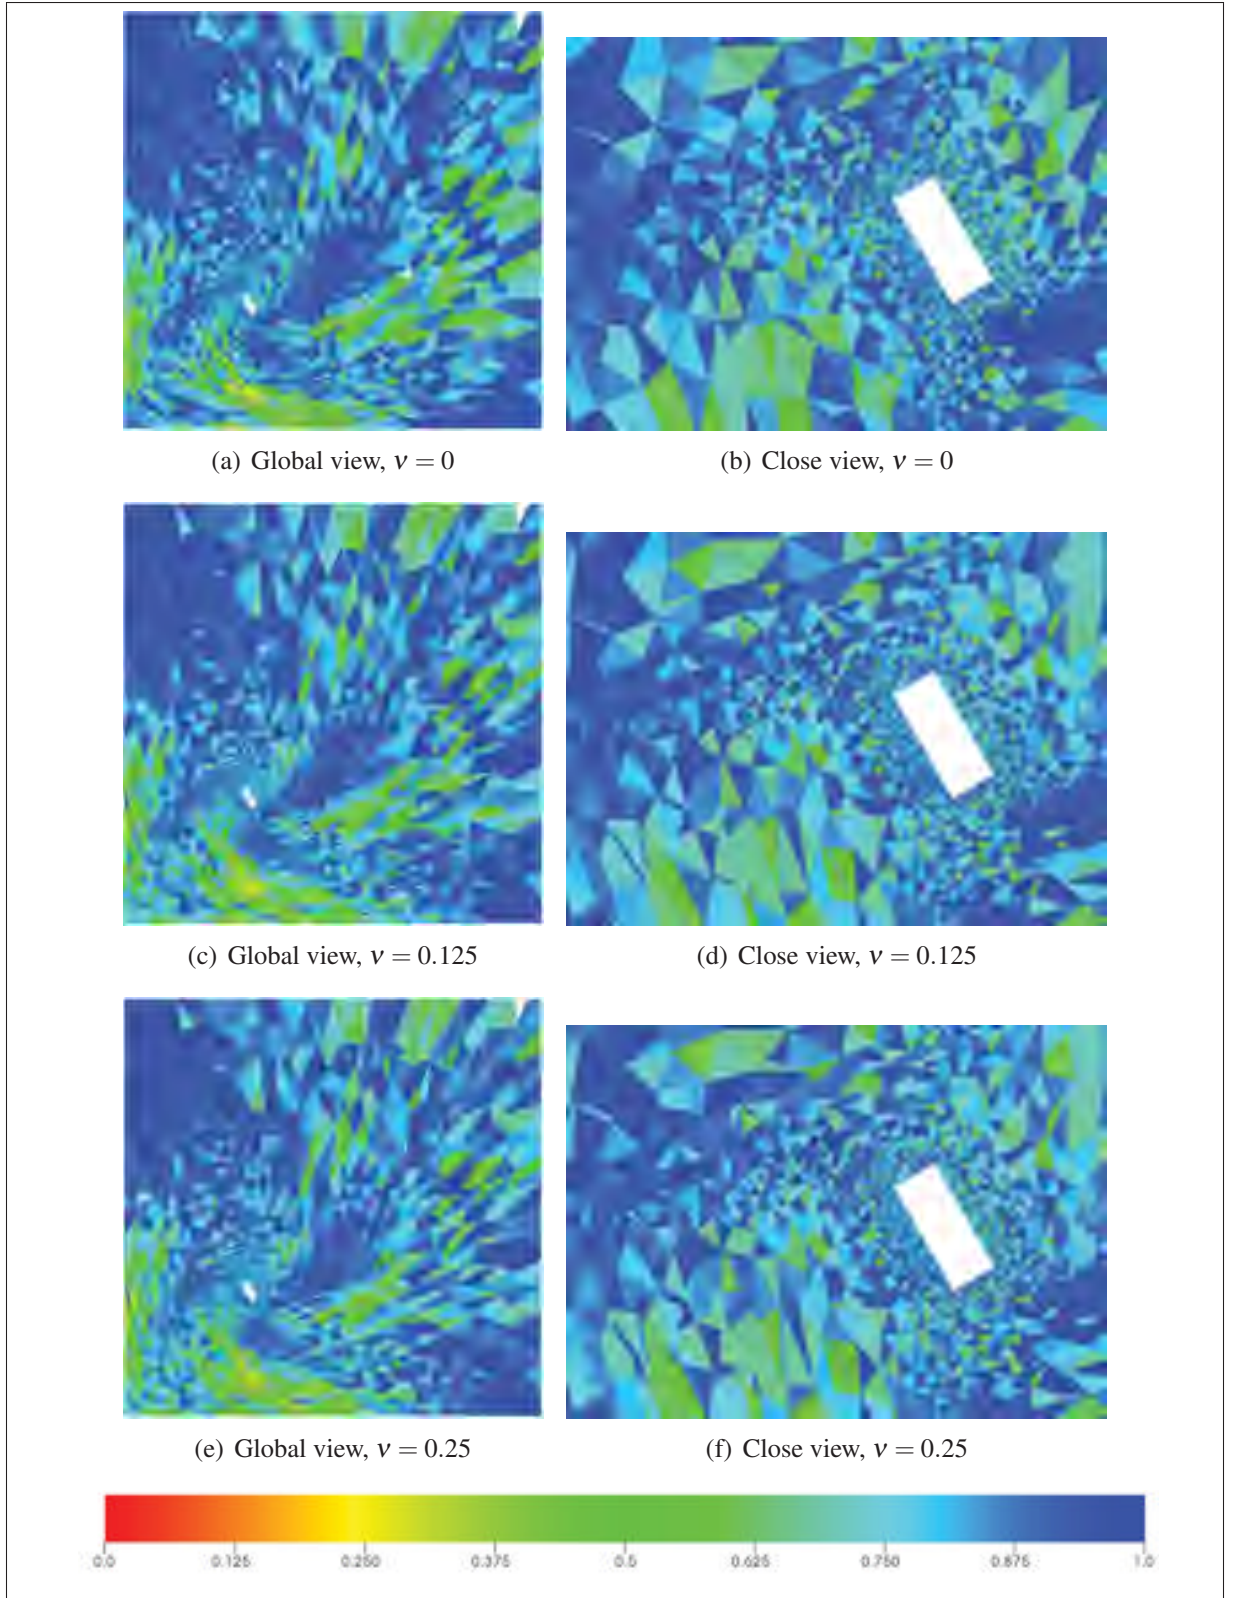 (a) Global view, ν = 0
(b) Close view, ν = 0
(c) Global view, ν = 0.125
(d) Close view, ν = 0.125
(e) Global view, ν = 0.25
(f) Close view, ν = 0.25
0.0 0.125 0.250 0.375 0.5 0.625 0.750 0.875 1.0